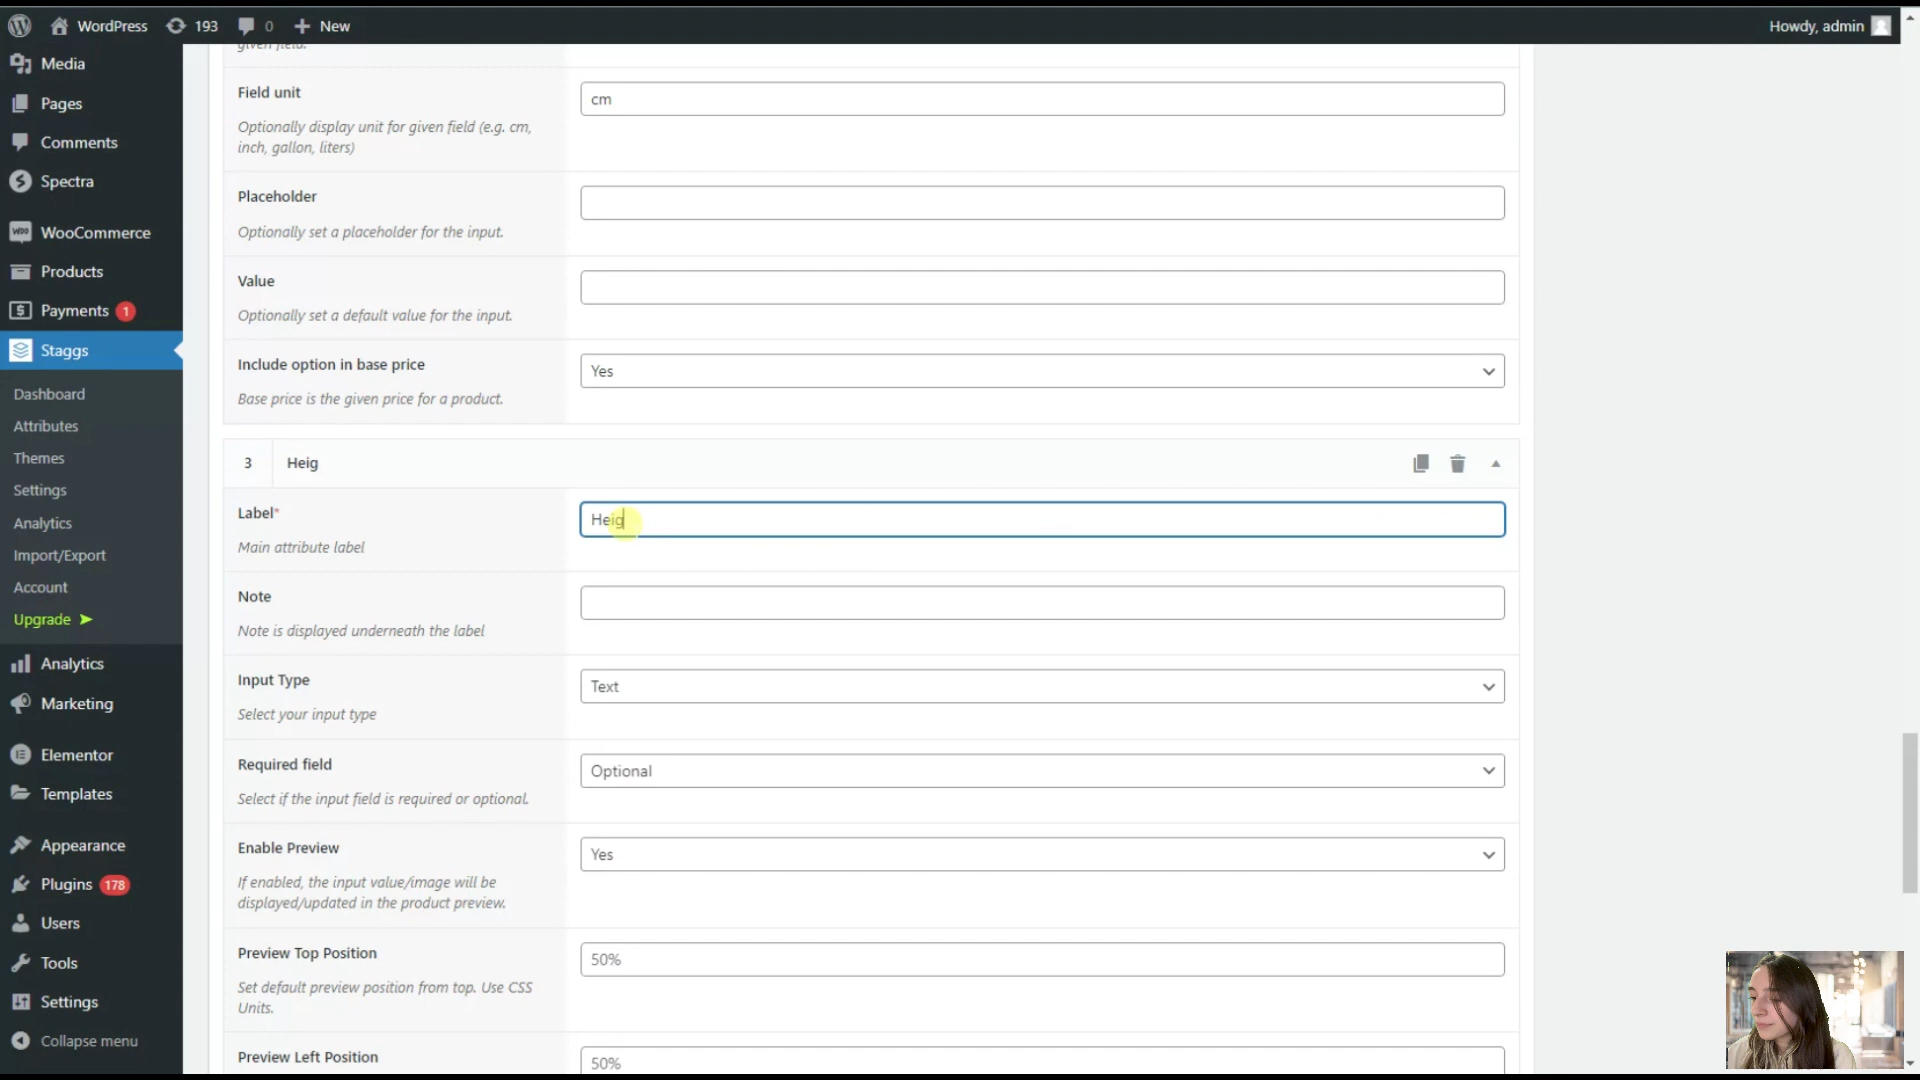 WordPress 193 0 New Howdy, admin
Media
Pages
Comments
Spectra
WooCommerce
Products
Payments 1
Staggs
Dashboard
Attributes
Themes
Settings
Analytics
Import/Export
Account
Upgrade ➤
Analytics
Marketing
Elementor
Templates
Appearance
Plugins 178
Users
Tools
Settings
Collapse menu
given field.
Field unit
Optionally display unit for given field (e.g. cm,
inch, gallon, liters)
cm
Placeholder
Optionally set a placeholder for the input.
Value
Optionally set a default value for the input.
Include option in base price
Base price is the given price for a product.
Yes
3 Heig
Label*
Main attribute label
Heig
Note
Note is displayed underneath the label
Input Type
Select your input type
Text
Required field
Select if the input field is required or optional.
Optional
Enable Preview
If enabled, the input value/image will be
displayed/updated in the product preview.
Yes
Preview Top Position
Set default preview position from top. Use CSS
Units.
50%
Preview Left Position
50%